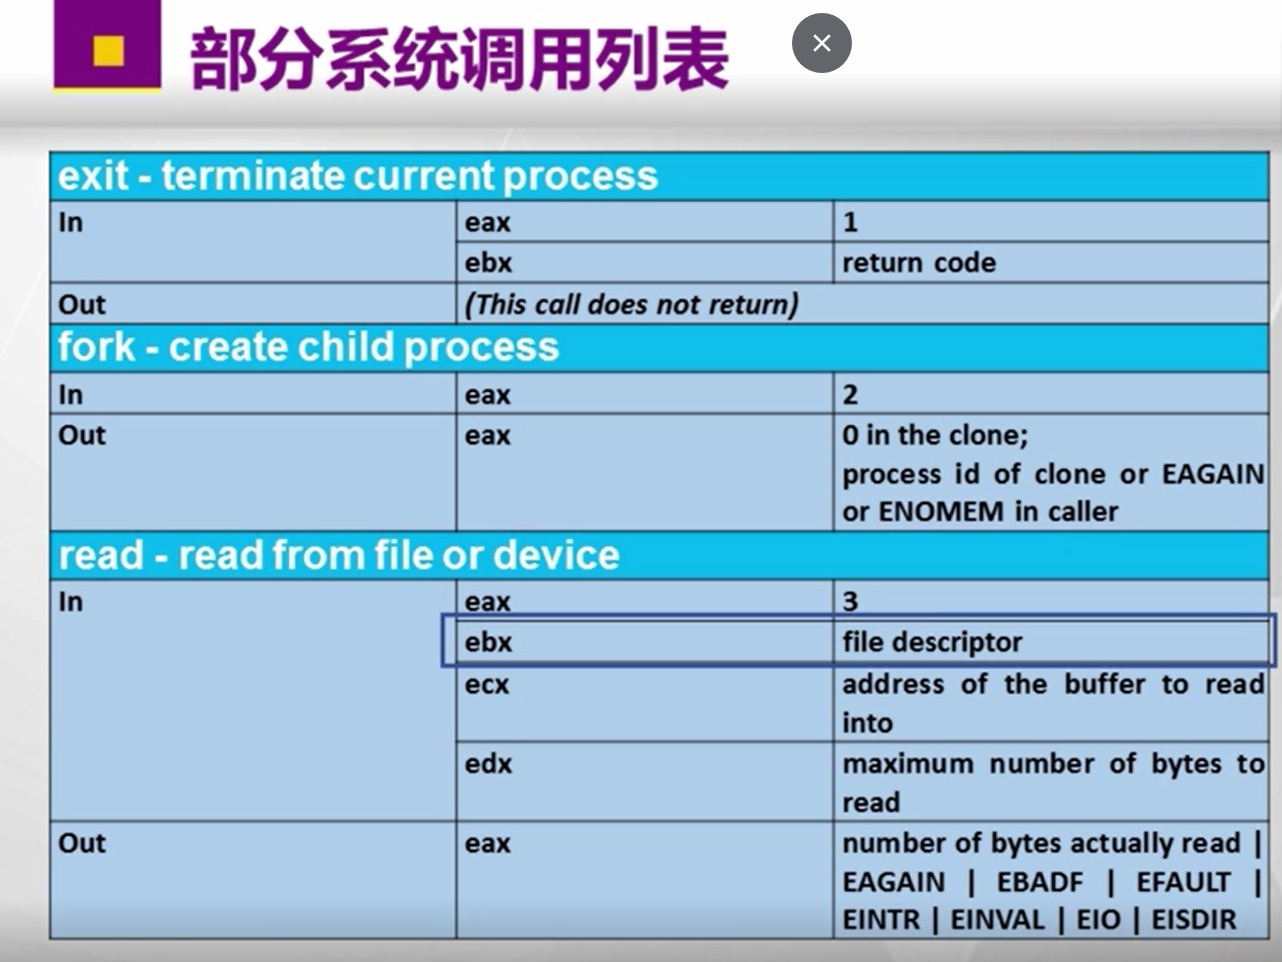 部分系统调用列表
exit - terminate current process
In eax 1
ebx return code
Out (This call does not return)
fork - create child process
In eax 2
Out eax 0 in the clone;
process id of clone or EAGAIN
or ENOMEM in caller
read - read from file or device
In eax 3
ebx file descriptor
ecx address of the buffer to read
into
edx maximum number of bytes to
read
Out eax number of bytes actually read |
EAGAIN | EBADF | EFAULT |
EINTR | EINVAL | EIO | EISDIR